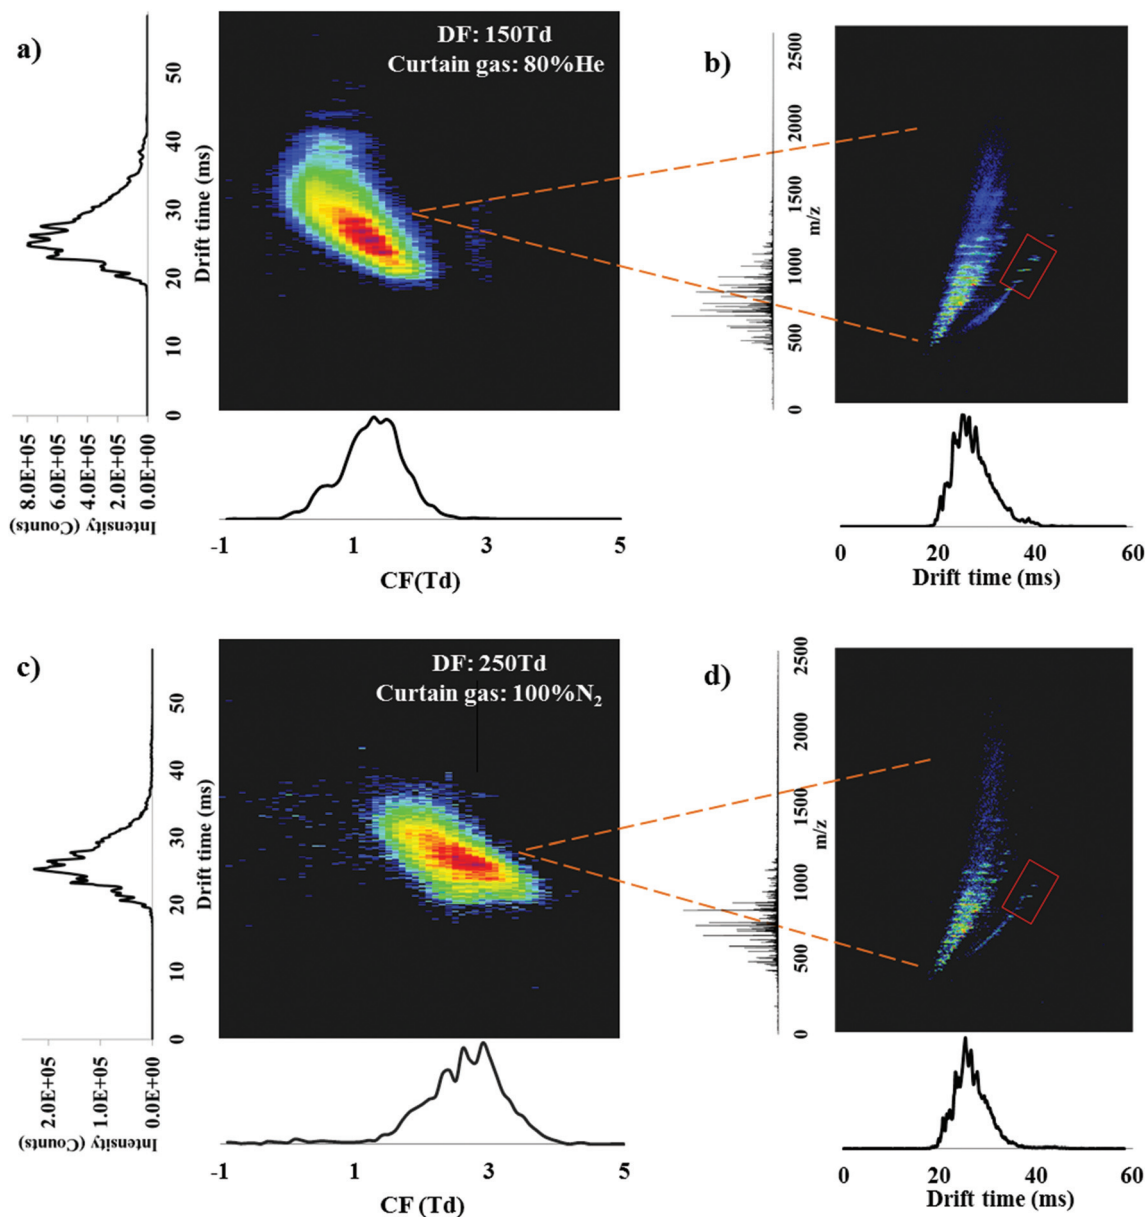 a)
DF: 150Td
Curtain gas: 80%He
Drift time (ms)
0
10
20
30
40
50
Intensity (Counts)
8.0E+05
6.0E+05
4.0E+05
2.0E+05
0.0E+00
-1
1
3
5
CF(Td)
b)
m/z
0
500
1000
1500
2000
2500
0
20
40
60
Drift time (ms)
c)
DF: 250Td
Curtain gas: 100%N₂
Drift time (ms)
0
10
20
30
40
50
Intensity (Counts)
2.0E+05
1.0E+05
0.0E+00
-1
1
3
5
CF (Td)
d)
m/z
0
500
1000
1500
2000
2500
0
20
40
60
Drift time (ms)